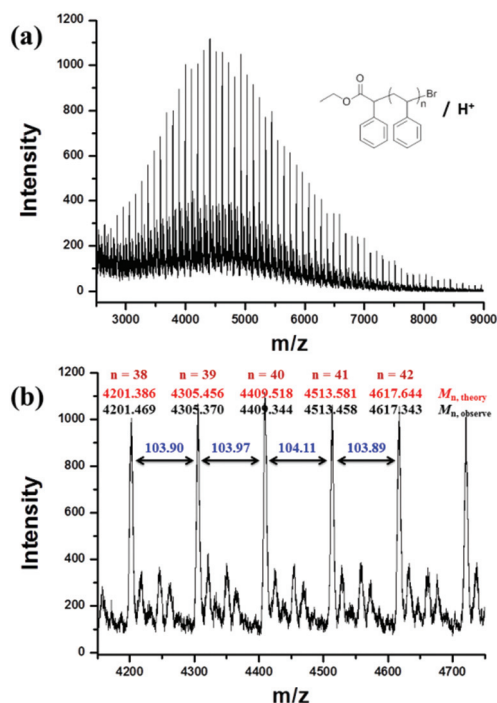 (a)
1200
1000
800
600
400
200
0
Intensity
O
O
Br
n
/ H+
3000 4000 5000 6000 7000 8000 9000
m/z
(b)
n = 38 n = 39 n = 40 n = 41 n = 42
4201.386 4305.456 4409.518 4513.581 4617.644 Mn, theory
4201.469 4305.370 4409.344 4513.458 4617.343 Mn, observe
103.90 103.97 104.11 103.89
1200
1000
800
600
400
200
0
Intensity
4200 4300 4400 4500 4600 4700
m/z